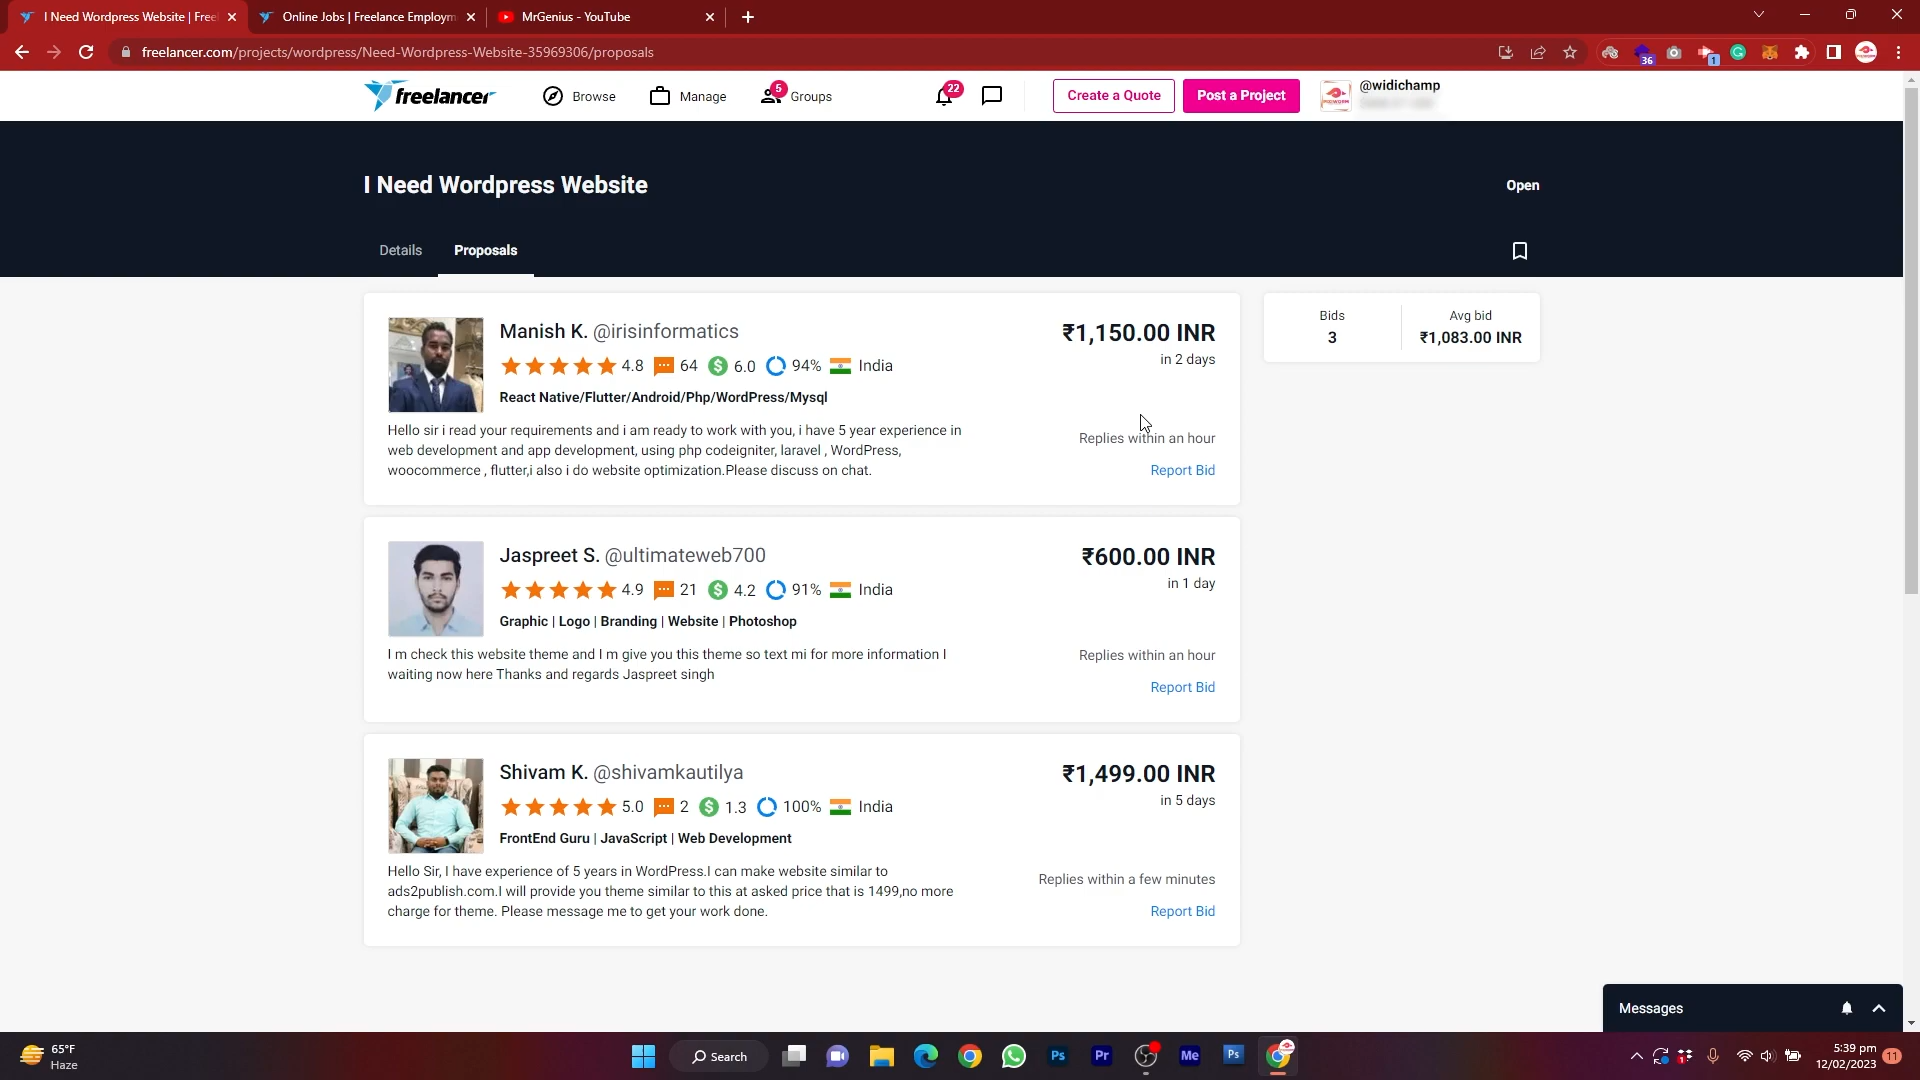 I Need Wordpress Website | Free
Online Jobs | Freelance Employm
MrGenius - YouTube
freelancer.com/projects/wordpress/Need-Wordpress-Website-35969306/proposals
36
1
freelancer
Browse
Manage
5
Groups
22
Create a Quote
Post a Project
@widichamp
I Need Wordpress Website
Open
Details
Proposals
Manish K. @irisinformatics
4.8 64 6.0 94% India
React Native/Flutter/Android/Php/WordPress/Mysql
Hello sir i read your requirements and i am ready to work with you, i have 5 year experience in
web development and app development, using php codeigniter, laravel , WordPress,
woocommerce , flutter,i also i do website optimization.Please discuss on chat.
₹1,150.00 INR
in 2 days
Replies within an hour
Report Bid
Bids
3
Avg bid
₹1,083.00 INR
Jaspreet S. @ultimateweb700
4.9 21 4.2 91% India
Graphic | Logo | Branding | Website | Photoshop
I m check this website theme and I m give you this theme so text mi for more information I
waiting now here Thanks and regards Jaspreet singh
₹600.00 INR
in 1 day
Replies within an hour
Report Bid
Shivam K. @shivamkautilya
5.0 2 1.3 100% India
FrontEnd Guru | JavaScript | Web Development
Hello Sir, I have experience of 5 years in WordPress.I can make website similar to
ads2publish.com.I will provide you theme similar to this at asked price that is 1499,no more
charge for theme. Please message me to get your work done.
₹1,499.00 INR
in 5 days
Replies within a few minutes
Report Bid
Messages
65°F
Haze
Search
Ps
Pr
Me
Ps
1
5:39 pm
12/02/2023
11